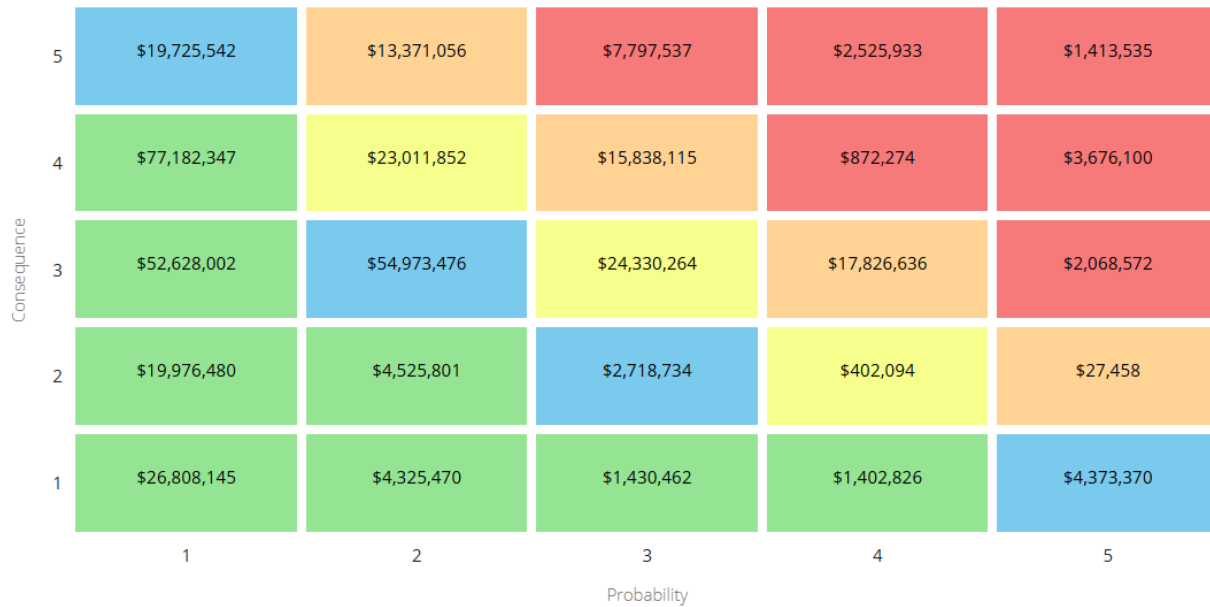 5 $19,725,542 $13,371,056 $7,797,537 $2,525,933 $1,413,535
4 $77,182,347 $23,011,852 $15,838,115 $872,274 $3,676,100
Consequence
3 $52,628,002 $54,973,476 $24,330,264 $17,826,636 $2,068,572
2 $19,976,480 $4,525,801 $2,718,734 $402,094 $27,458
1 $26,808,145 $4,325,470 $1,430,462 $1,402,826 $4,373,370
1 2 3 4 5
Probability